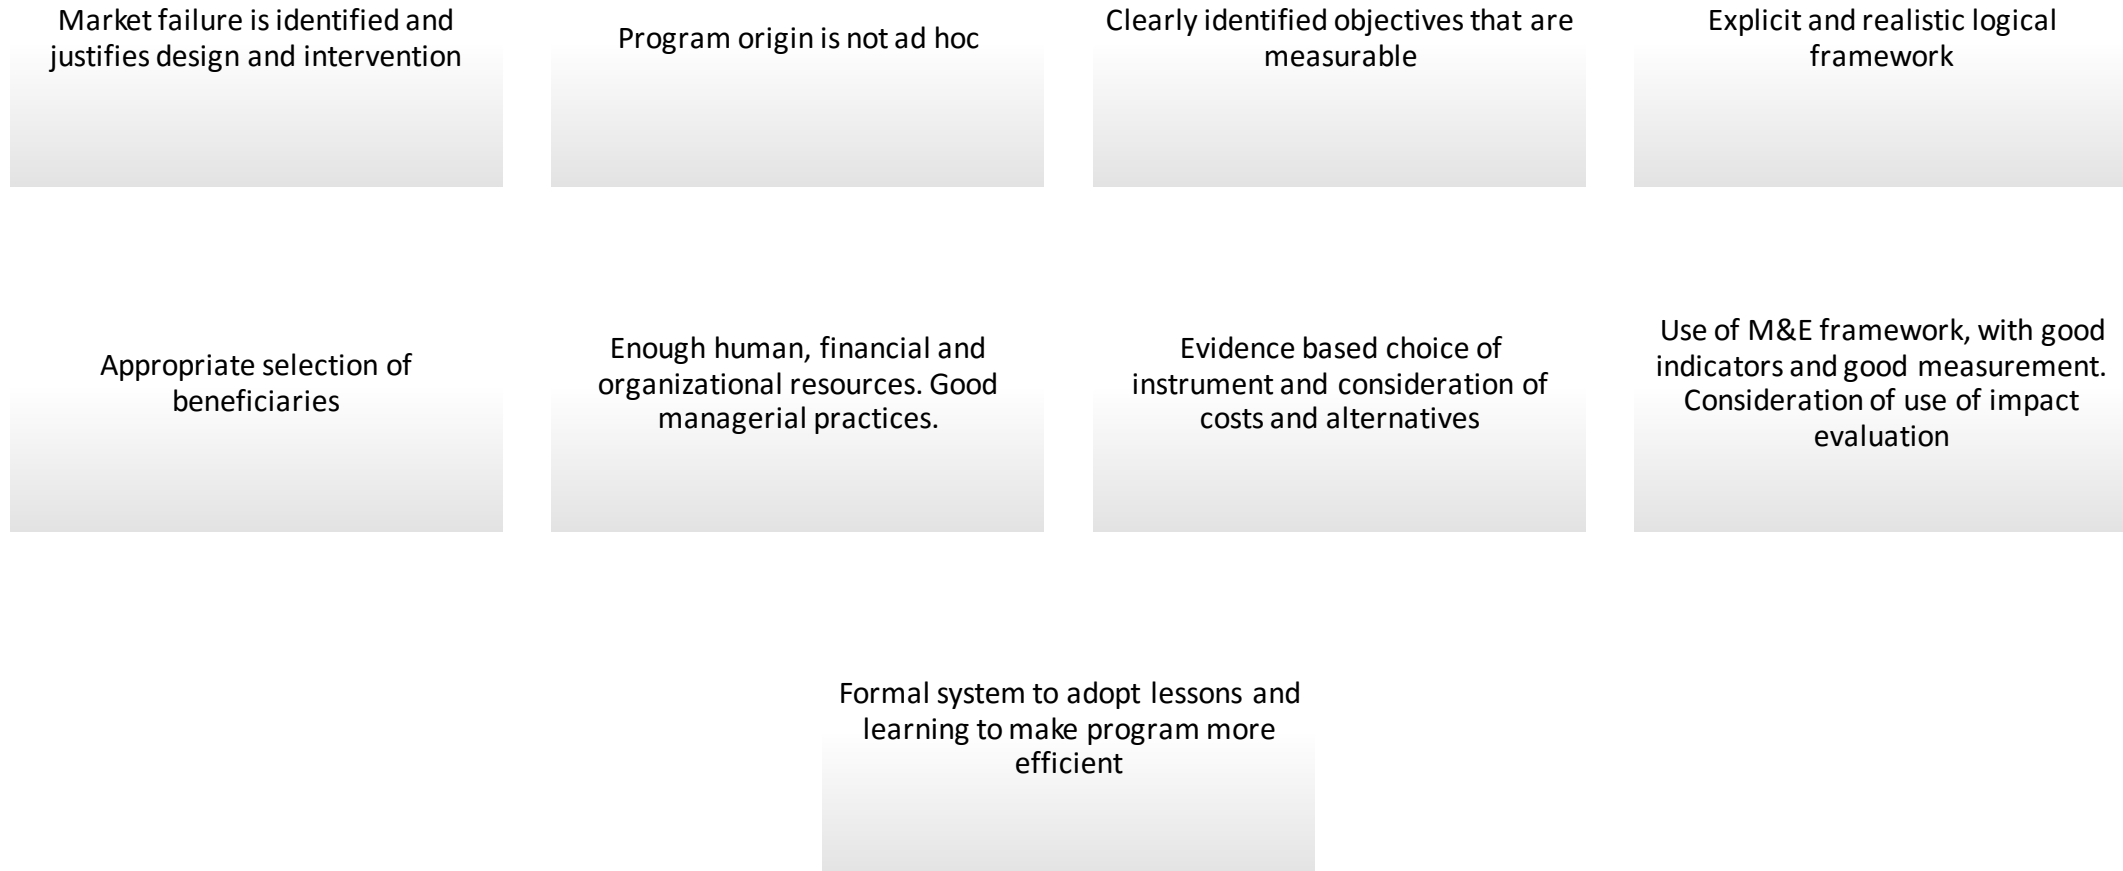 Market failure is identified and
justifies design and intervention
Program origin is not ad hoc
Clearly identified objectives that are
measurable
Explicit and realistic logical
framework
Appropriate selection of
beneficiaries
Enough human, financial and
organizational resources. Good
managerial practices.
Evidence based choice of
instrument and consideration of
costs and alternatives
Use of M&E framework, with good
indicators and good measurement.
Consideration of use of impact
evaluation
Formal system to adopt lessons and
learning to make program more
efficient